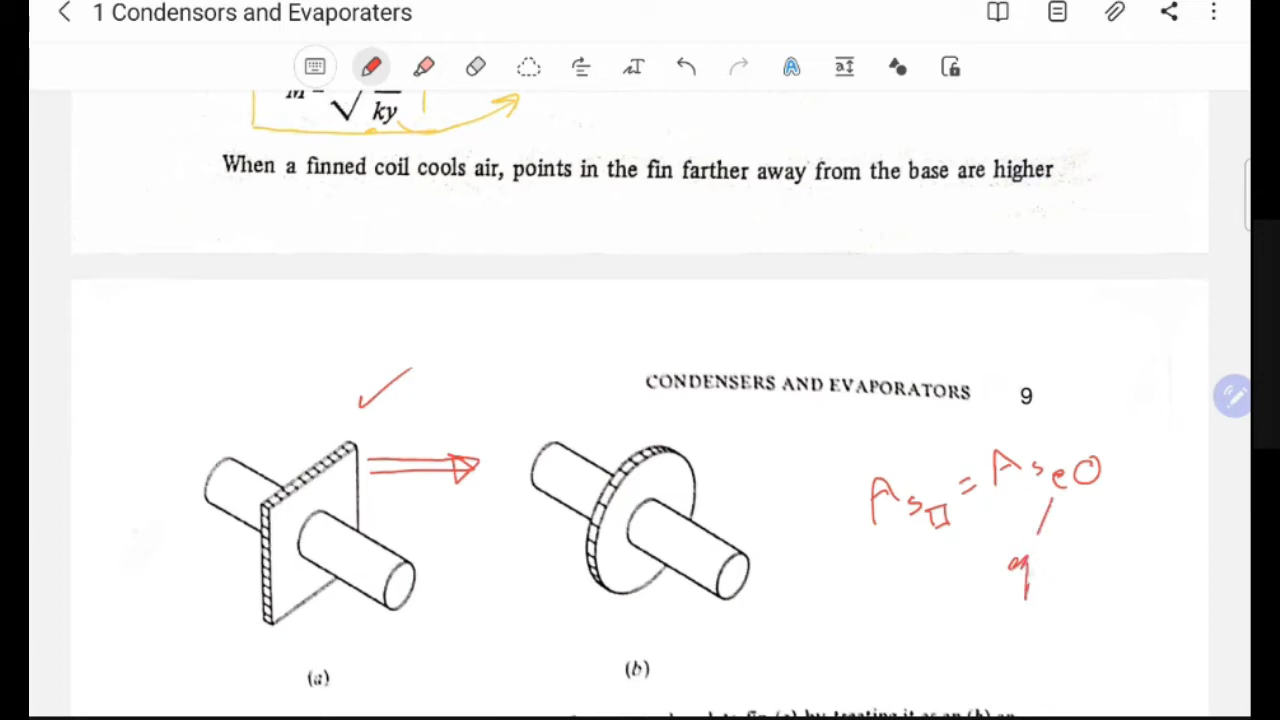 1 Condensors and Evaporaters
M =
√ ky
When a finned coil cools air, points in the fin farther away from the base are higher
CONDENSERS AND EVAPORATORS 9
(a)
(b)